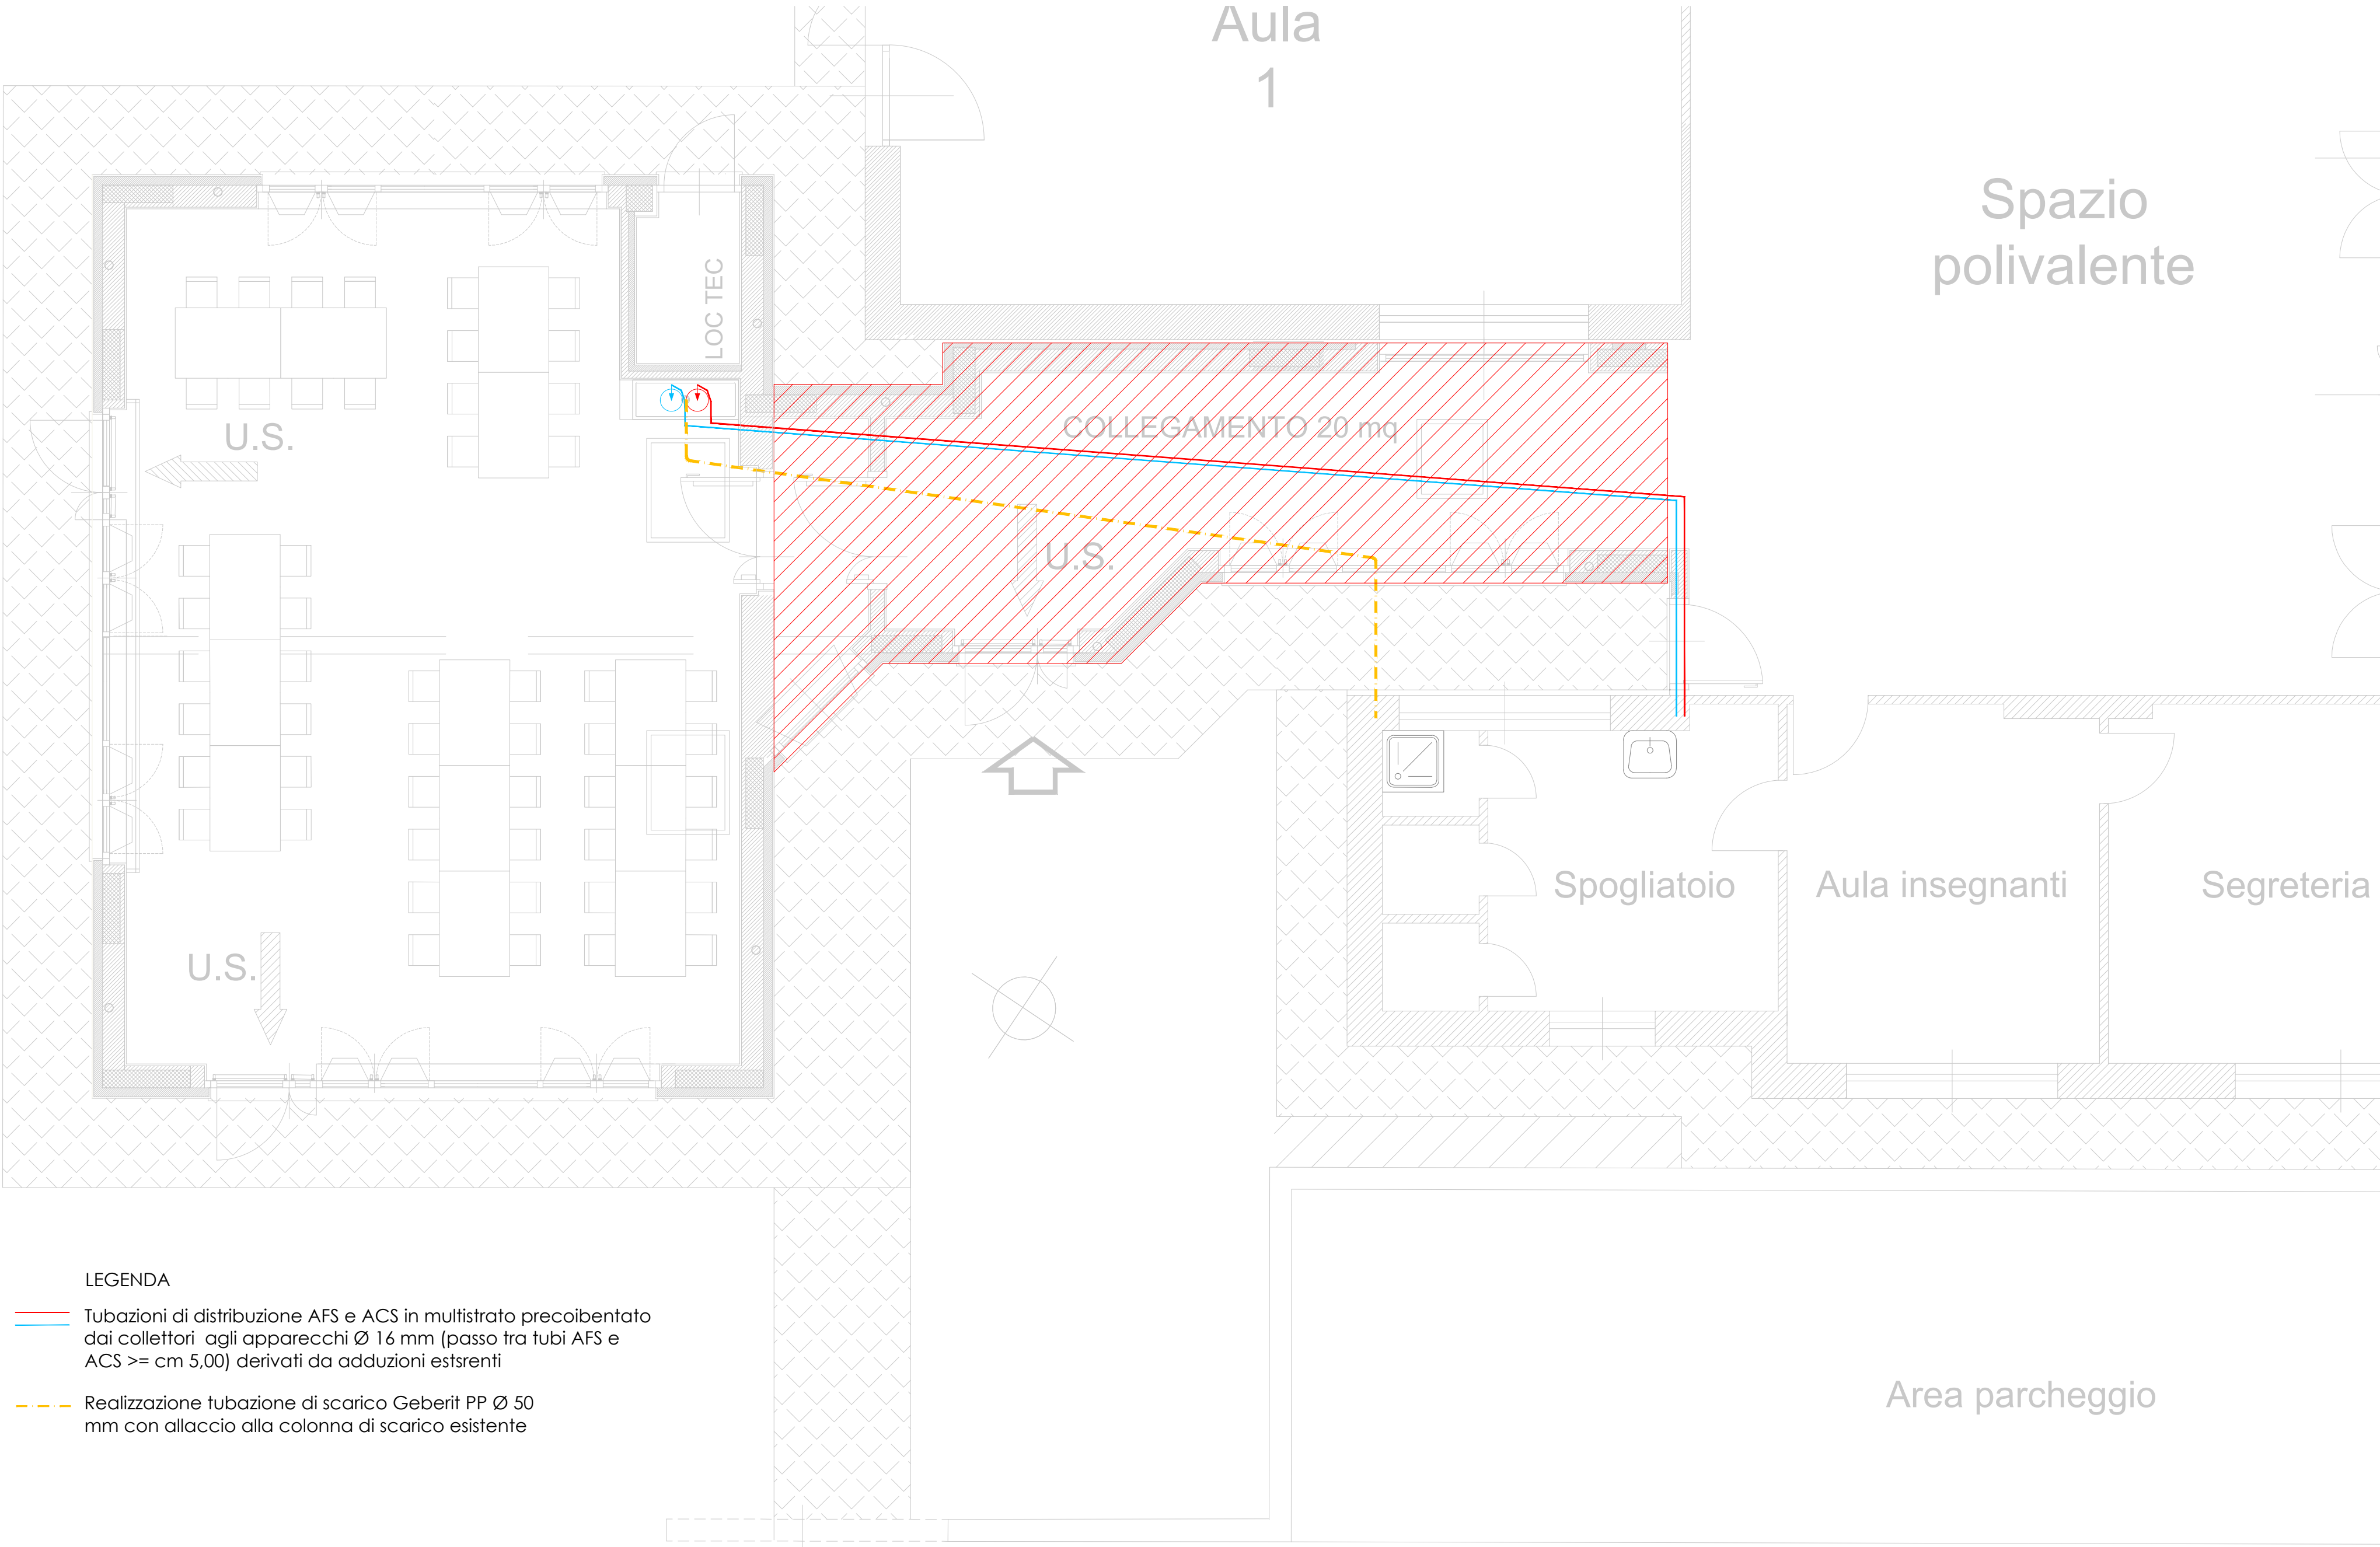 Aula
1
Spazio
polivalente
LOC TEC
U.S.
COLLEGAMENTO 20 mq
U.S.
Spogliatoio
Aula insegnanti
Segreteria
U.S.
LEGENDA
Tubazioni di distribuzione AFS e ACS in multistrato precoibentato
dai collettori agli apparecchi Ø 16 mm (passo tra tubi AFS e
ACS >= cm 5,00) derivati da adduzioni estsrenti
Realizzazione tubazione di scarico Geberit PP Ø 50
mm con allaccio alla colonna di scarico esistente
Area parcheggio